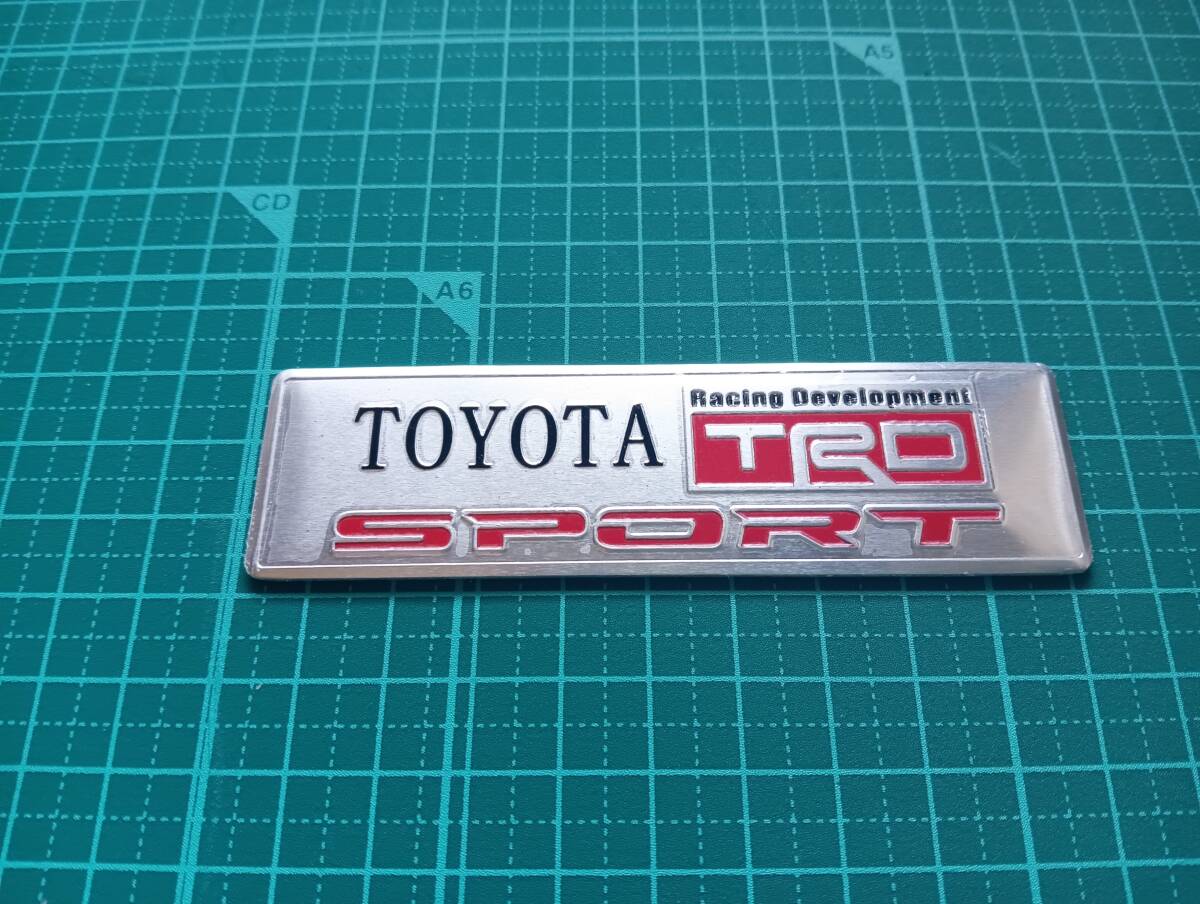 A5
CD
A6
TOYOTA
Racing Development
TRD
SPORT